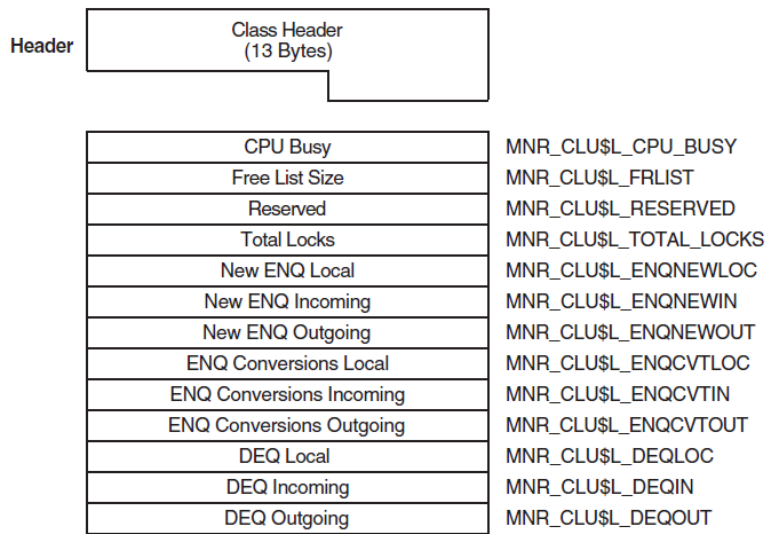 Header
Class Header
(13 Bytes)
CPU Busy MNR_CLU$L_CPU_BUSY
Free List Size MNR_CLU$L_FRLIST
Reserved MNR_CLU$L_RESERVED
Total Locks MNR_CLU$L_TOTAL_LOCKS
New ENQ Local MNR_CLU$L_ENQNEWLOC
New ENQ Incoming MNR_CLU$L_ENQNEWIN
New ENQ Outgoing MNR_CLU$L_ENQNEWOUT
ENQ Conversions Local MNR_CLU$L_ENQCVTLOC
ENQ Conversions Incoming MNR_CLU$L_ENQCVTIN
ENQ Conversions Outgoing MNR_CLU$L_ENQCVTOUT
DEQ Local MNR_CLU$L_DEQLOC
DEQ Incoming MNR_CLU$L_DEQIN
DEQ Outgoing MNR_CLU$L_DEQOUT